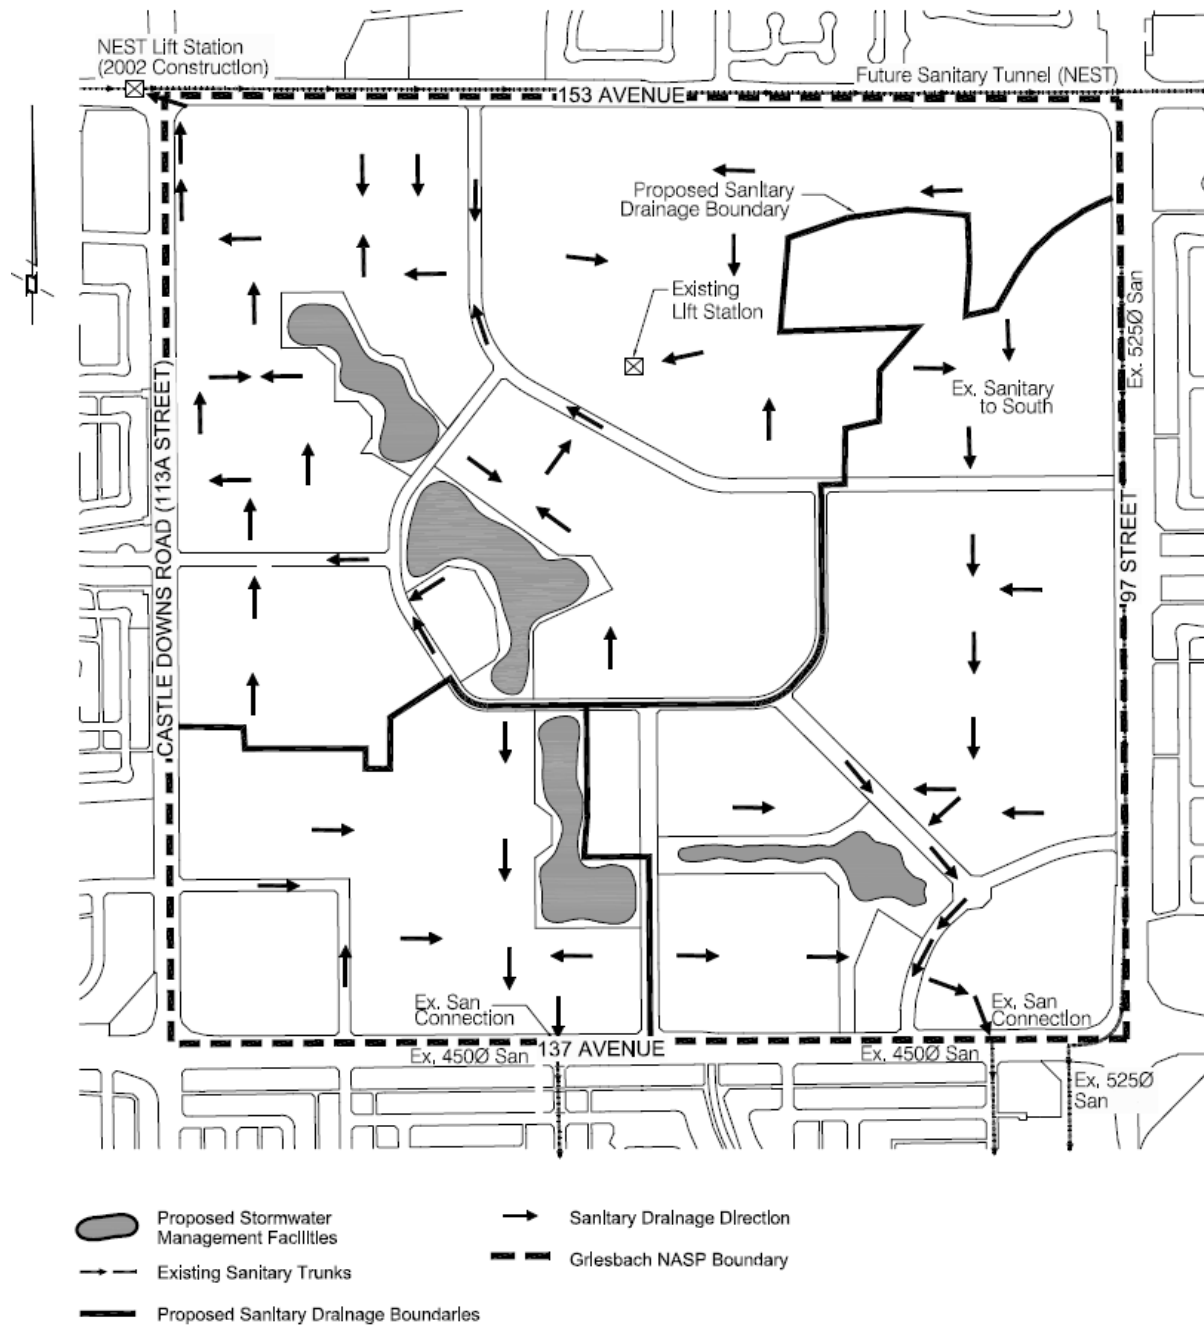 NEST Lift Station
(2002 Construction)
Future Sanitary Tunnel (NEST)
153 AVENUE
Proposed Sanitary
Drainage Boundary
Existing
Lift Station
Ex. 525Ø San
Ex. Sanitary
to South
CASTLE DOWNS ROAD (113A STREET)
97 STREET
Ex. San
Connection
Ex. San
Connection
Ex. 450Ø San
137 AVENUE
Ex. 450Ø San
Ex. 525Ø
San
Proposed Stormwater
Management Facilities
Sanitary Drainage Direction
Existing Sanitary Trunks
Griesbach NASP Boundary
Proposed Sanitary Drainage Boundaries